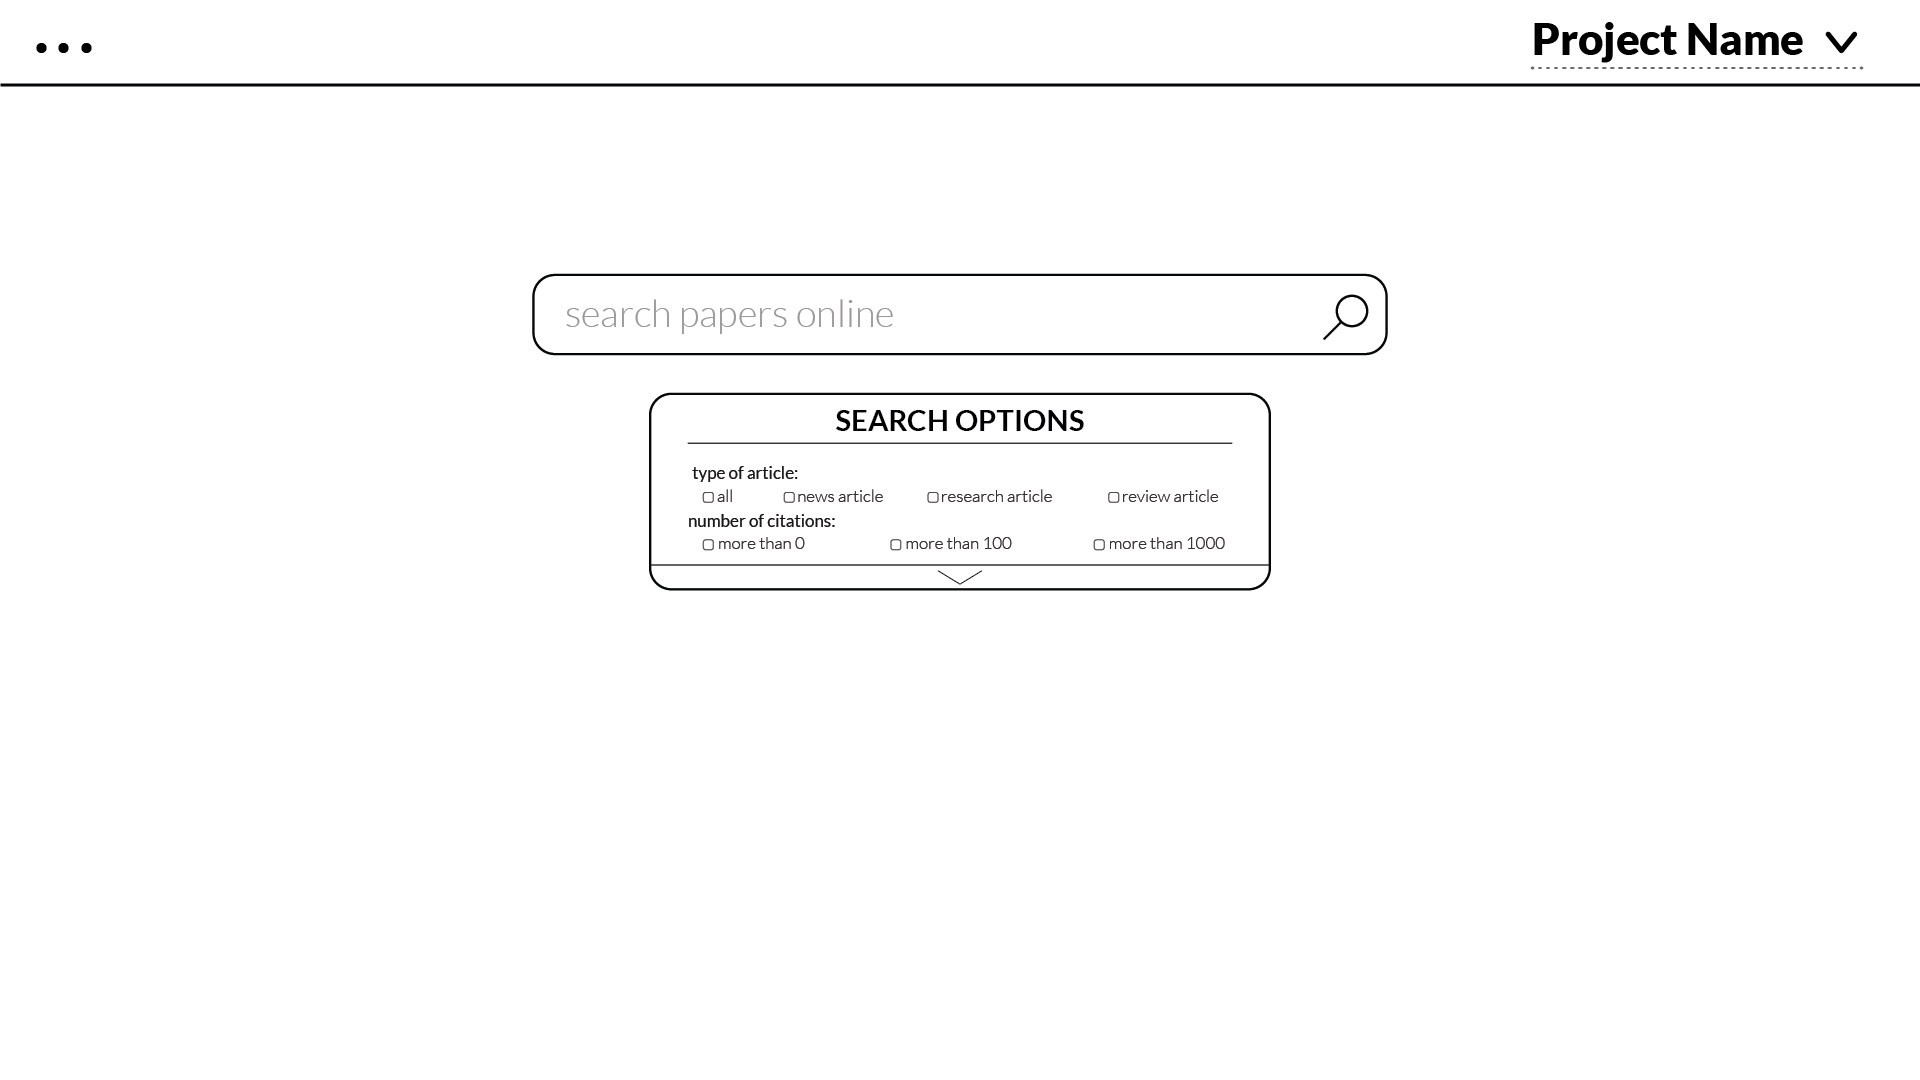 Project Name
search papers online
SEARCH OPTIONS
type of article:
all news article research article review article
number of citations:
more than 0 more than 100 more than 1000